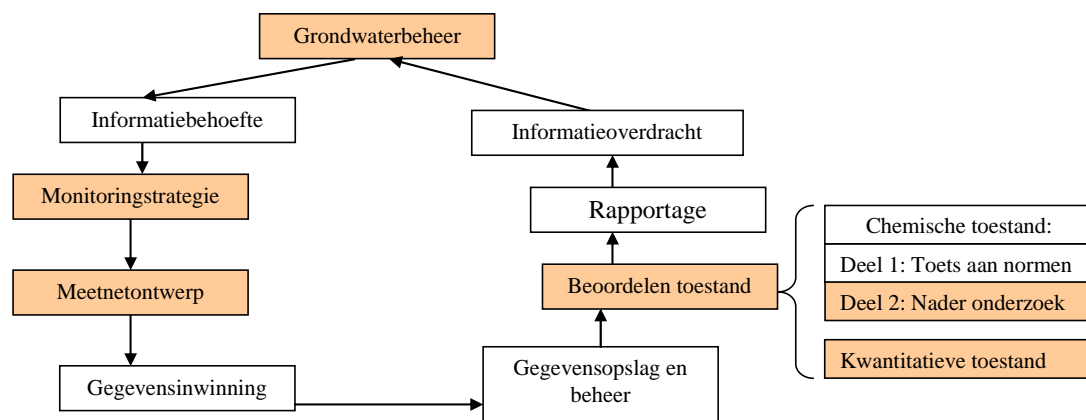 Grondwaterbeheer
Informatiebehoefte
Informatieoverdracht
Monitoringstrategie
Rapportage
Chemische toestand:
Deel 1: Toets aan normen
Meetnetontwerp
Beoordelen toestand
Deel 2: Nader onderzoek
Kwantitatieve toestand
Gegevensinwinning
Gegevensopslag en
beheer